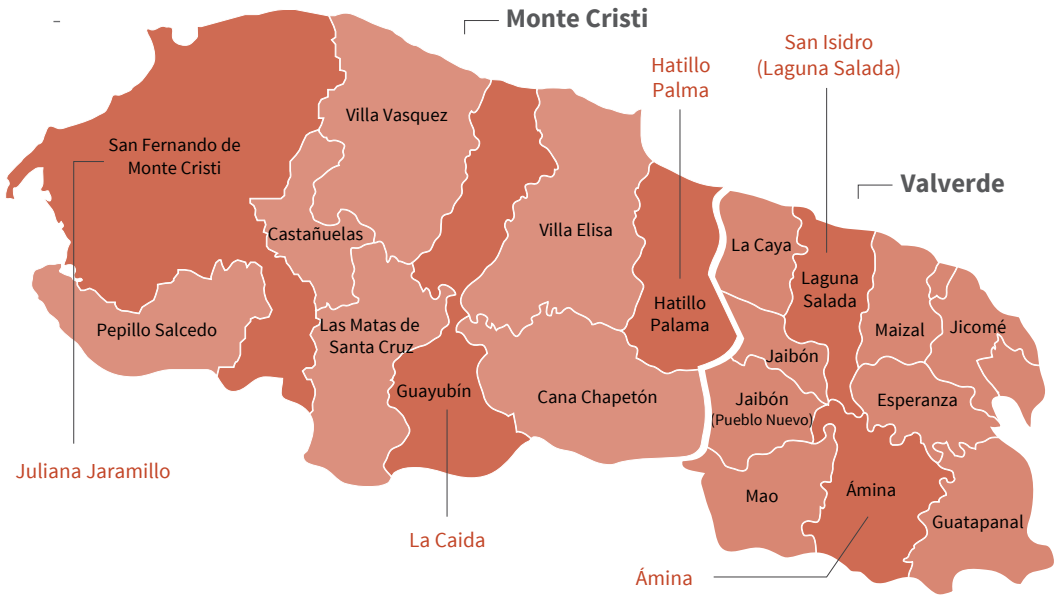 Monte Cristi
San Isidro
(Laguna Salada)
Hatillo
Palma
Villa Vasquez
San Fernando de
Monte Cristi
Valverde
Castañuelas
Villa Elisa
La Caya
Laguna
Salada
Hatillo
Palama
Pepillo Salcedo
Las Matas de
Santa Cruz
Maizal
Jicomé
Jaibón
Guayubín
Cana Chapetón
Jaibón
(Pueblo Nuevo)
Esperanza
Juliana Jaramillo
Mao
Ámina
Guatapanal
La Caida
Ámina